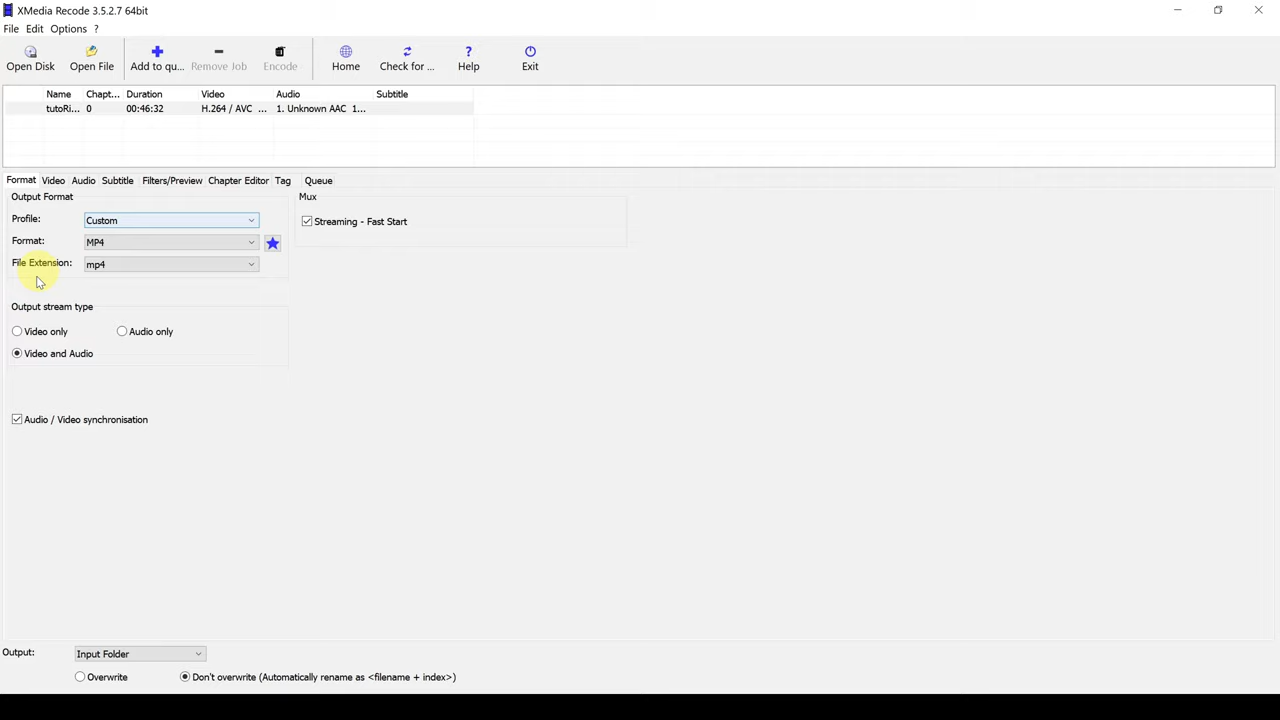 XMedia Recode 3.5.2.7 64bit
File Edit Options ?
Open Disk Open File Add to qu... Remove Job Encode Home Check for ... Help Exit
Name Chapt... Duration Video Audio Subtitle
tutoRi... 0 00:46:32 H.264 / AVC ... 1. Unknown AAC 1...
Format Video Audio Subtitle Filters/Preview Chapter Editor Tag Queue
Output Format Mux
Profile: Custom Streaming - Fast Start
Format: MP4
File Extension: mp4
Output stream type
Video only Audio only
Video and Audio
Audio / Video synchronisation
Output: Input Folder
Overwrite Don't overwrite (Automatically rename as <filename + index>)